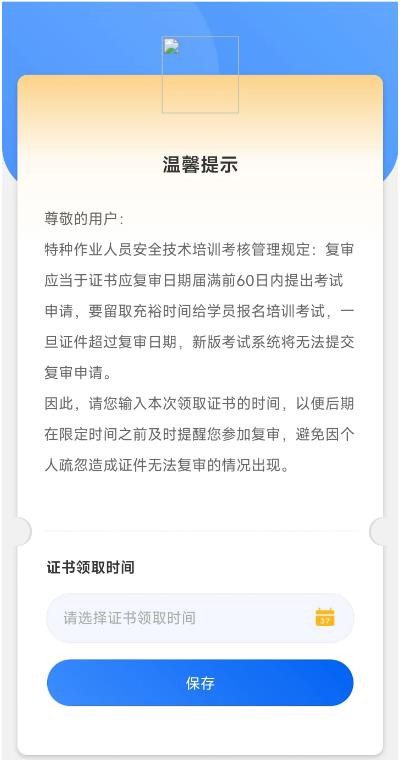 温馨提示
尊敬的用户：
特种作业人员安全技术培训考核管理规定：复审
应当于证书应复审日期届满前60日内提出考试
申请，要留取充裕时间给学员报名培训考试，一
旦证件超过复审日期，新版考试系统将无法提交
复审申请。
因此，请您输入本次领取证书的时间，以便后期
在限定时间之前及时提醒您参加复审，避免因个
人疏忽造成证件无法复审的情况出现。
证书领取时间
请选择证书领取时间
37
保存